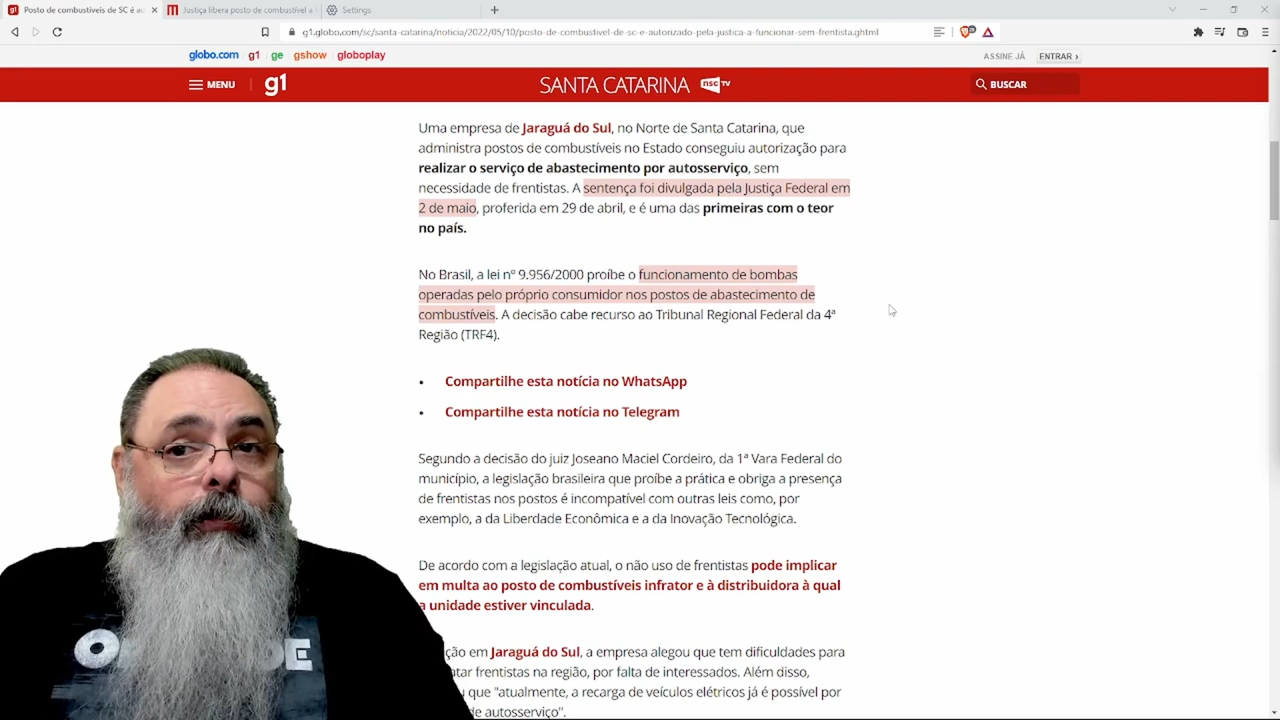 Posto de combustíveis de SC é au
Justiça libera posto de combustível a
Settings
g1.globo.com/sc/santa-catarina/noticia/2022/05/10/posto-de-combustivel-de-sc-e-autorizado-pela-justica-a-funcionar-sem-frentista.ghtml
globo.com g1 ge gshow globoplay
ASSINE JÁ ENTRAR ›
MENU g1 SANTA CATARINA nsc TV BUSCAR
Uma empresa de Jaraguá do Sul, no Norte de Santa Catarina, que
administra postos de combustíveis no Estado conseguiu autorização para
realizar o serviço de abastecimento por autosserviço, sem
necessidade de frentistas. A sentença foi divulgada pela Justiça Federal em
2 de maio, proferida em 29 de abril, e é uma das primeiras com o teor
no país.
No Brasil, a lei nº 9.956/2000 proíbe o funcionamento de bombas
operadas pelo próprio consumidor nos postos de abastecimento de
combustíveis. A decisão cabe recurso ao Tribunal Regional Federal da 4ª
Região (TRF4).
• Compartilhe esta notícia no WhatsApp
• Compartilhe esta notícia no Telegram
Segundo a decisão do juiz Joseano Maciel Cordeiro, da 1ª Vara Federal do
município, a legislação brasileira que proíbe a prática e obriga a presença
de frentistas nos postos é incompatível com outras leis como, por
exemplo, a da Liberdade Econômica e a da Inovação Tecnológica.
De acordo com a legislação atual, o não uso de frentistas pode implicar
em multa ao posto de combustíveis infrator e à distribuidora à qual
a unidade estiver vinculada.
ção em Jaraguá do Sul, a empresa alegou que tem dificuldades para
tar frentistas na região, por falta de interessados. Além disso,
u que "atualmente, a recarga de veículos elétricos já é possível por
de autosserviço".